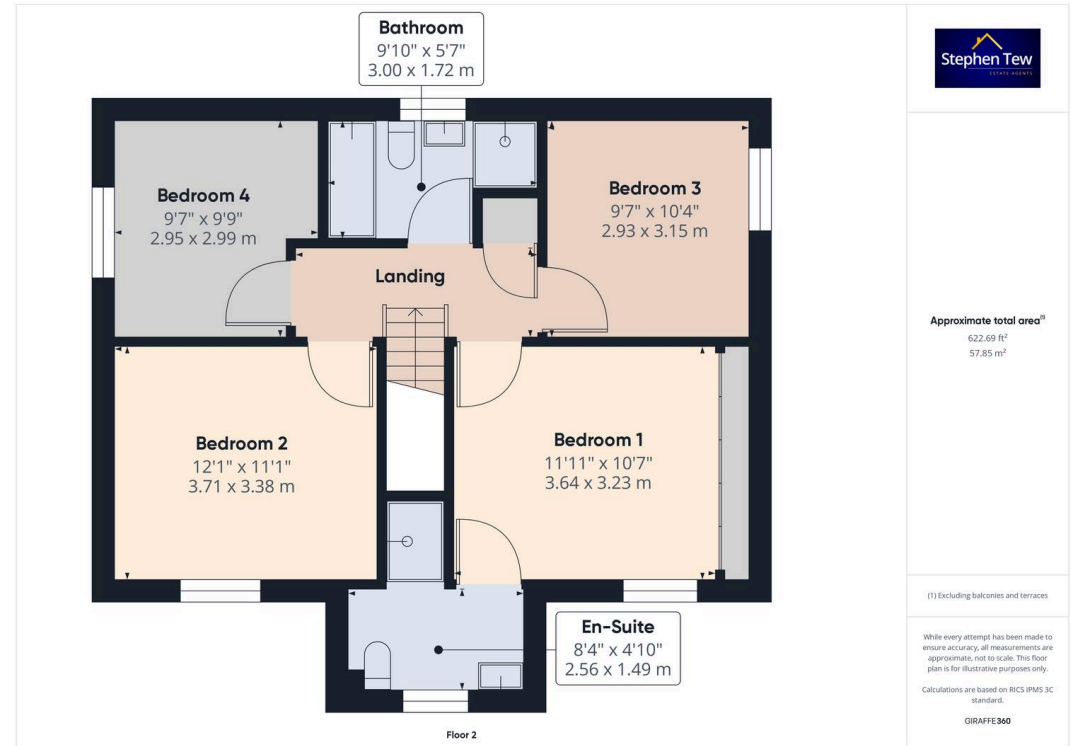 Bathroom
9'10" x 5'7"
3.00 x 1.72 m
Bedroom 4
9'7" x 9'9"
2.95 x 2.99 m
Bedroom 3
9'7" x 10'4"
2.93 x 3.15 m
Landing
Bedroom 2
12'1" x 11'1"
3.71 x 3.38 m
Bedroom 1
11'11" x 10'7"
3.64 x 3.23 m
En-Suite
8'4" x 4'10"
2.56 x 1.49 m
Floor 2
Stephen Tew
ESTATE AGENTS
Approximate total area⁽¹⁾
622.69 ft²
57.85 m²
(1) Excluding balconies and terraces
While every attempt has been made to
ensure accuracy, all measurements are
approximate, not to scale. This floor
plan is for illustrative purposes only.
Calculations are based on RICS IPMS 3C
standard.
GIRAFFE360